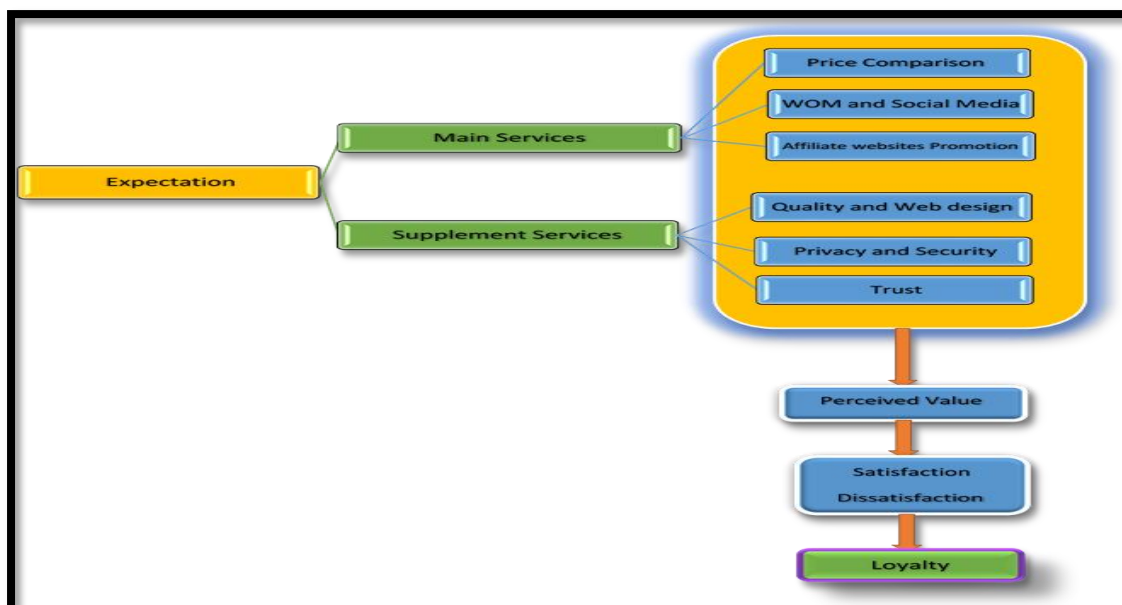 Price Comparison
WOM and Social Media
Main Services
Affiliate websites Promotion
Expectation
Quality and Web design
Supplement Services
Privacy and Security
Trust
Perceived Value
Satisfaction
Dissatisfaction
Loyalty